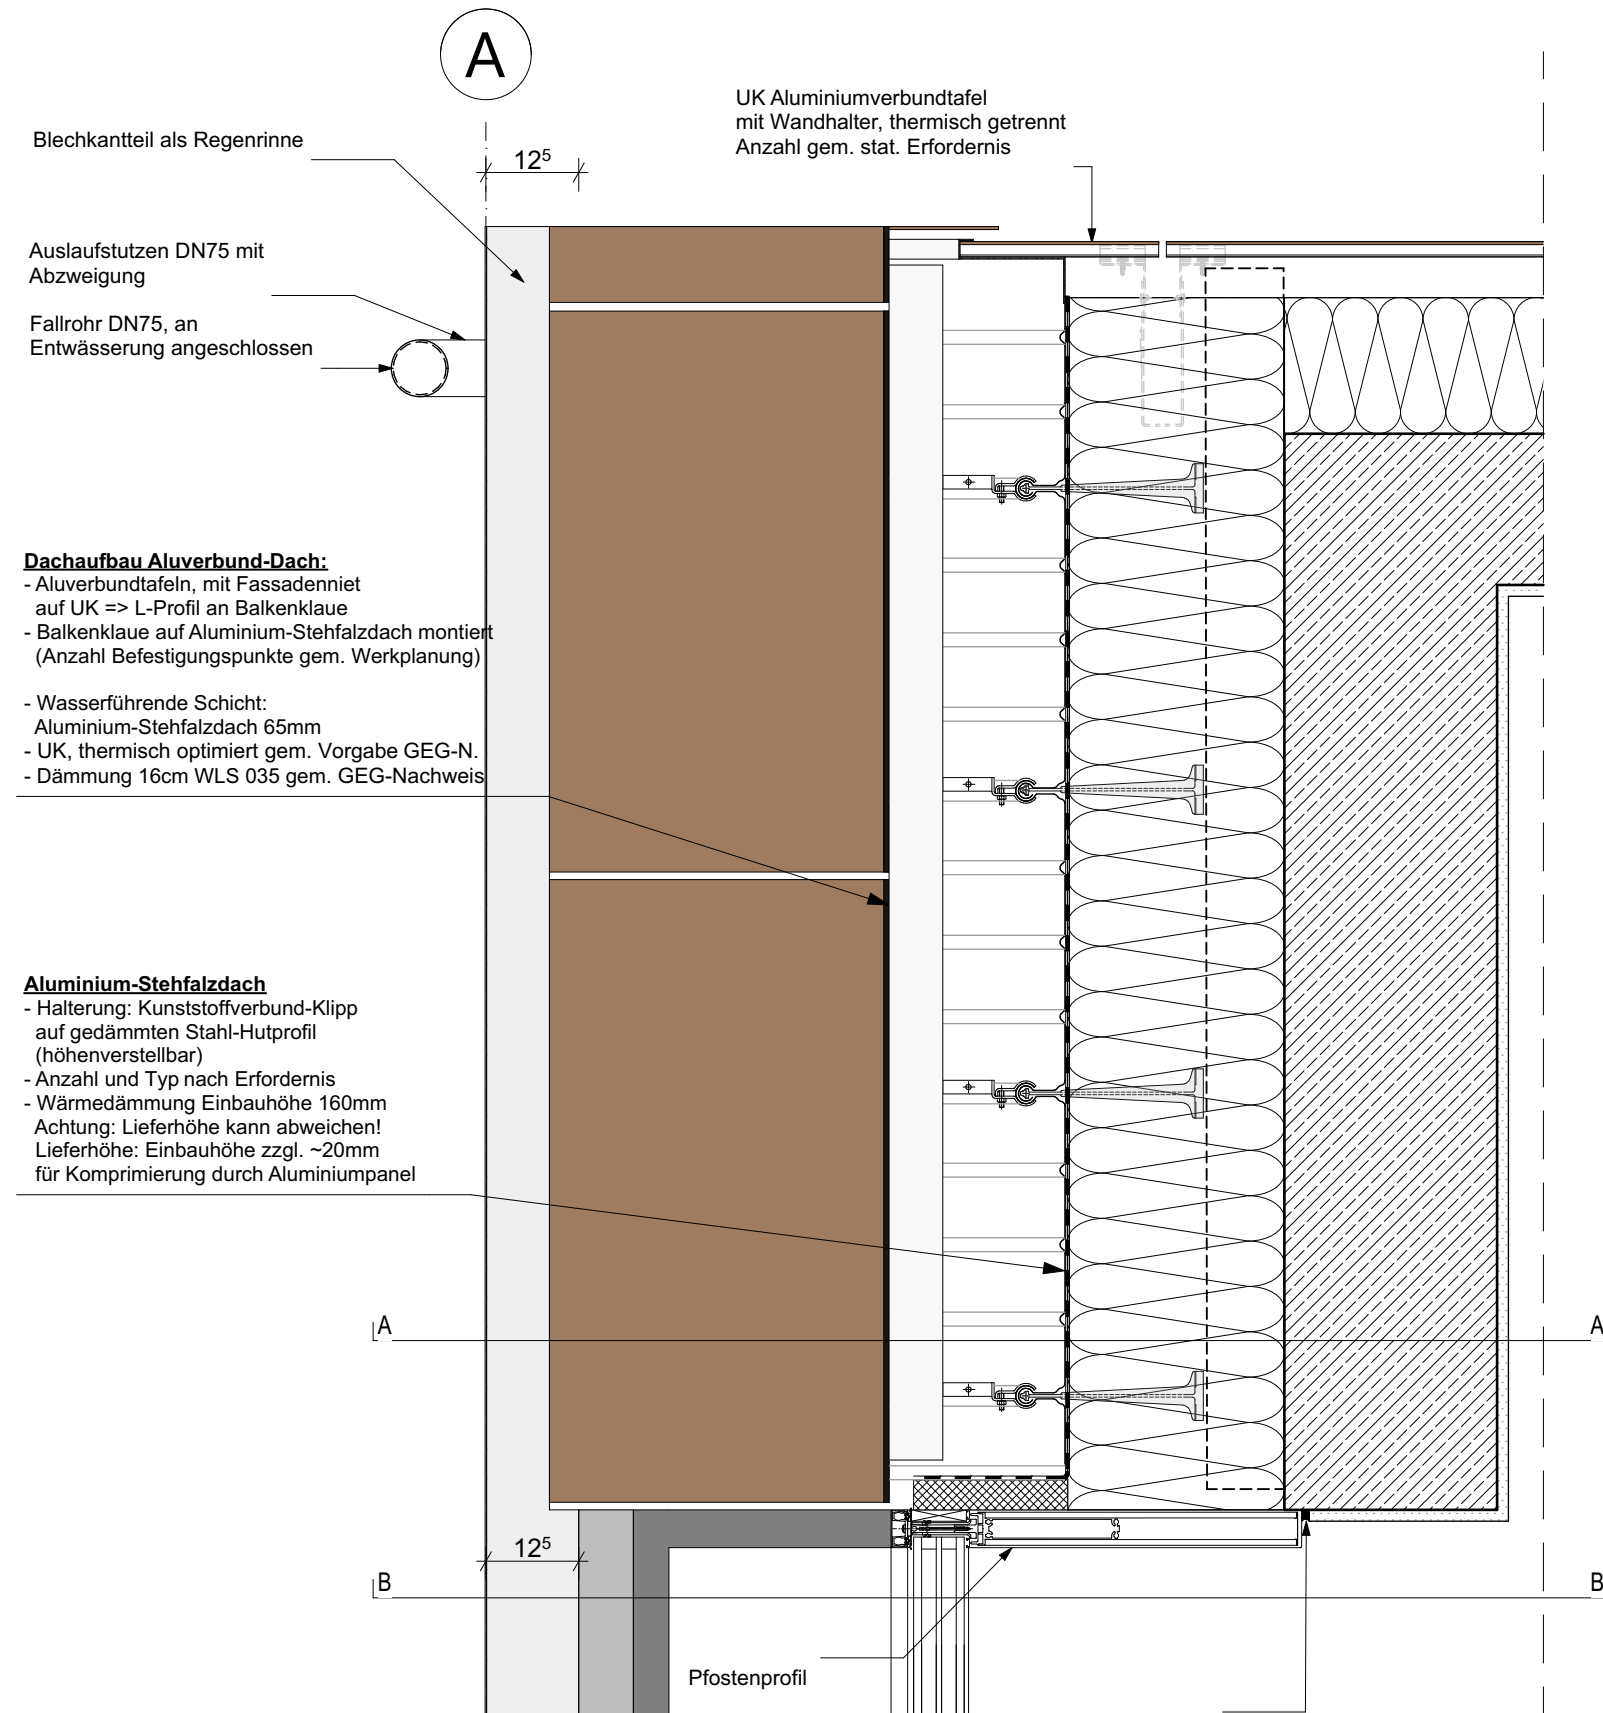 A
UK Aluminiumverbundtafel
mit Wandhalter, thermisch getrennt
Anzahl gem. stat. Erfordernis
Blechkantteil als Regenrinne
12⁵
Auslaufstutzen DN75 mit
Abzweigung
Fallrohr DN75, an
Entwässerung angeschlossen
Dachaufbau Aluverbund-Dach:
- Aluverbundtafeln, mit Fassadenniet
auf UK => L-Profil an Balkenklaue
- Balkenklaue auf Aluminium-Stehfalzdach montiert
(Anzahl Befestigungspunkte gem. Werkplanung)
- Wasserführende Schicht:
Aluminium-Stehfalzdach 65mm
- UK, thermisch optimiert gem. Vorgabe GEG-N.
- Dämmung 16cm WLS 035 gem. GEG-Nachweis
Aluminium-Stehfalzdach
- Halterung: Kunststoffverbund-Klipp
auf gedämmten Stahl-Hutprofil
(höhenverstellbar)
- Anzahl und Typ nach Erfordernis
- Wärmedämmung Einbauhöhe 160mm
Achtung: Lieferhöhe kann abweichen!
Lieferhöhe: Einbauhöhe zzgl. ~20mm
für Komprimierung durch Aluminiumpanel
A
A
12⁵
B
B
Pfostenprofil